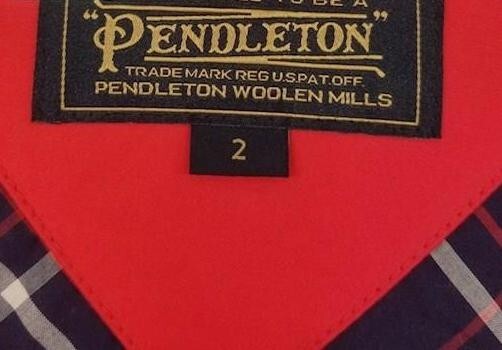 TO BE A
"PENDLETON"
TRADE MARK REG U.S.PAT.OFF.
PENDLETON WOOLEN MILLS
2